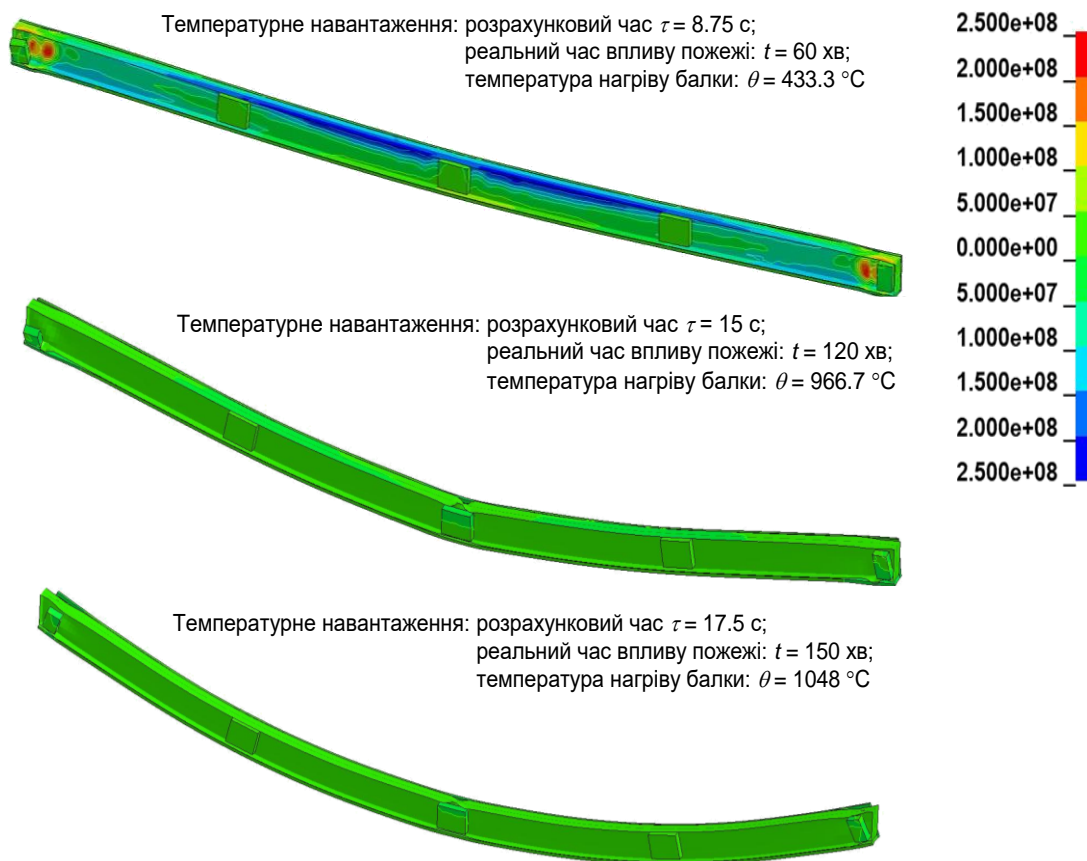 Температурне навантаження: розрахунковий час τ = 8.75 с;
реальний час впливу пожежі: t = 60 хв;
температура нагріву балки: θ = 433.3 °C
2.500e+08
2.000e+08
1.500e+08
1.000e+08
5.000e+07
0.000e+00
5.000e+07
1.000e+08
1.500e+08
2.000e+08
2.500e+08
Температурне навантаження: розрахунковий час τ = 15 с;
реальний час впливу пожежі: t = 120 хв;
температура нагріву балки: θ = 966.7 °C
Температурне навантаження: розрахунковий час τ = 17.5 с;
реальний час впливу пожежі: t = 150 хв;
температура нагріву балки: θ = 1048 °C